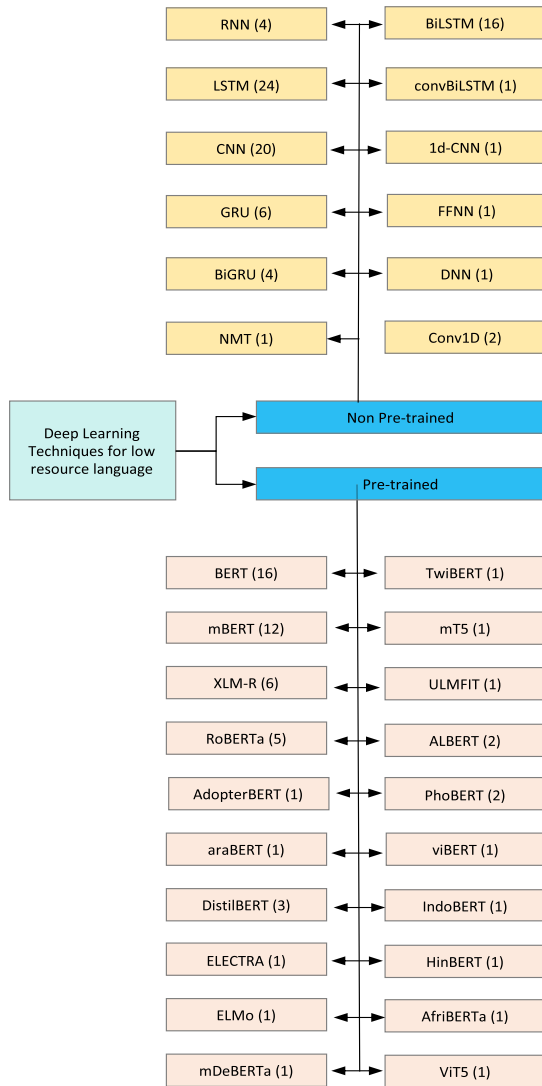 RNN (4)
BiLSTM (16)
LSTM (24)
convBiLSTM (1)
CNN (20)
1d-CNN (1)
GRU (6)
FFNN (1)
BiGRU (4)
DNN (1)
NMT (1)
Conv1D (2)
Deep Learning
Techniques for low
resource language
Non Pre-trained
Pre-trained
BERT (16)
TwiBERT (1)
mBERT (12)
mT5 (1)
XLM-R (6)
ULMFIT (1)
RoBERTa (5)
ALBERT (2)
AdopterBERT (1)
PhoBERT (2)
araBERT (1)
viBERT (1)
DistilBERT (3)
IndoBERT (1)
ELECTRA (1)
HinBERT (1)
ELMo (1)
AfriBERTa (1)
mDeBERTa (1)
ViT5 (1)